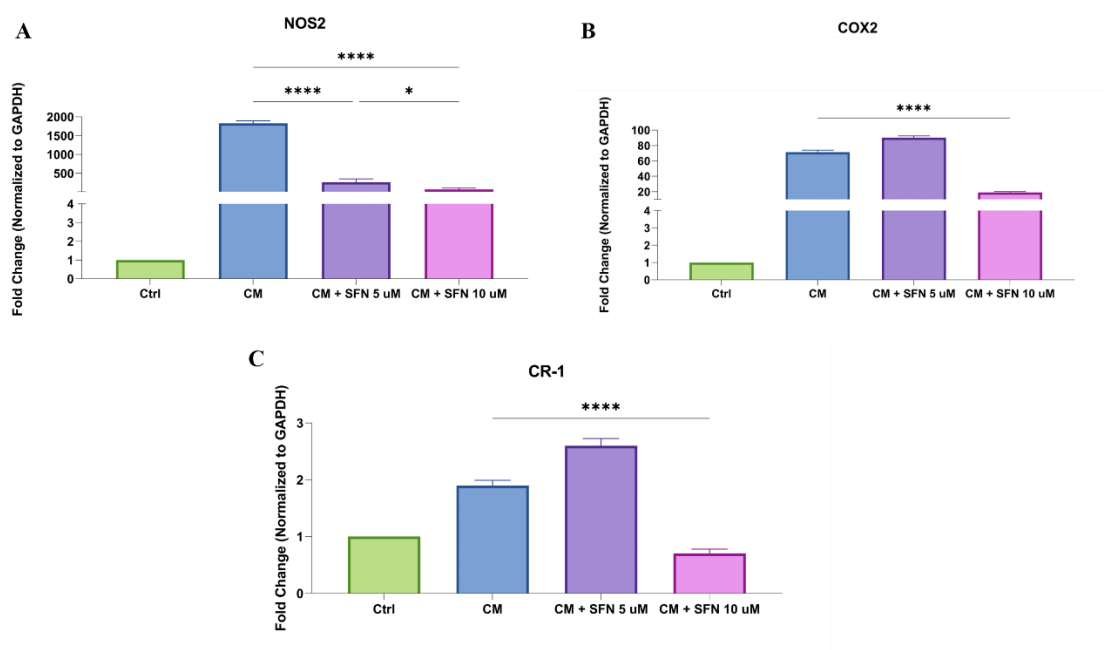 A
NOS2
****
****
*
Fold Change (Normalized to GAPDH)
2000
1500
1000
500
4
3
2
1
0
Ctrl
CM
CM + SFN 5 uM
CM + SFN 10 uM
B
COX2
****
Fold Change (Normalized to GAPDH)
100
80
60
40
20
4
3
2
1
0
Ctrl
CM
CM + SFN 5 uM
CM + SFN 10 uM
C
CR-1
****
Fold Change (Normalized to GAPDH)
3
2
1
0
Ctrl
CM
CM + SFN 5 uM
CM + SFN 10 uM